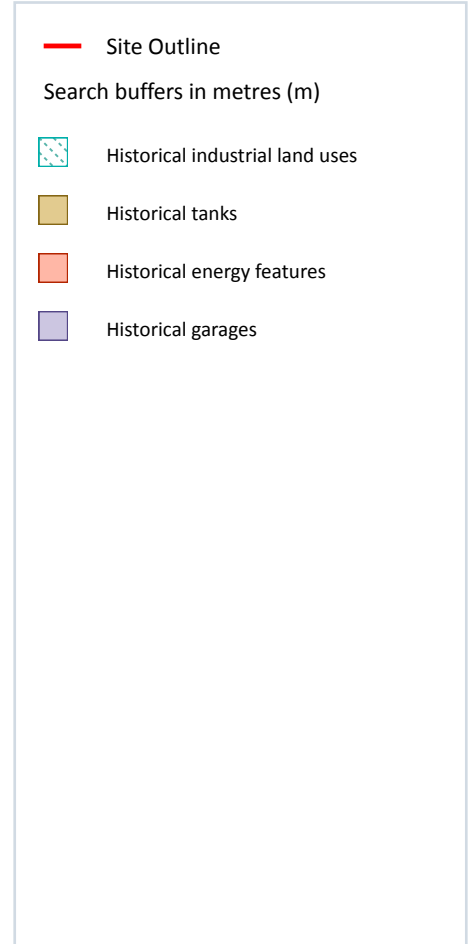 Site Outline
Search buffers in metres (m)
Historical industrial land uses
Historical tanks
Historical energy features
Historical garages